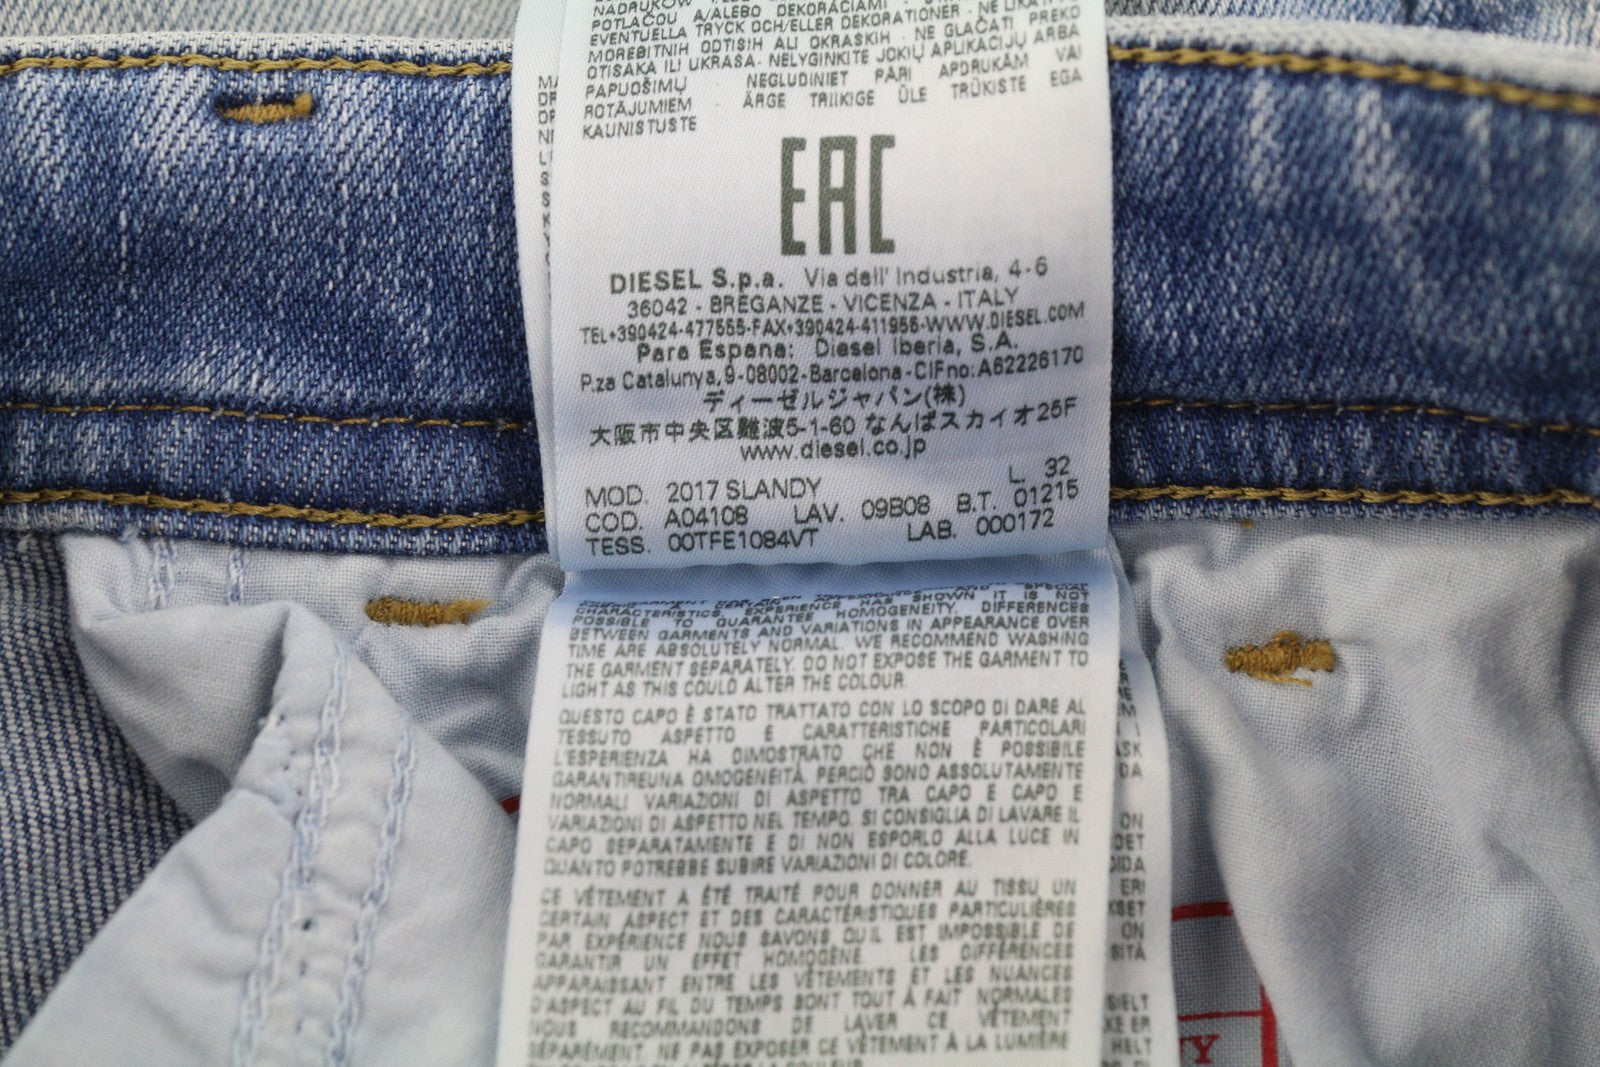 POTLAČOU A/ALEBO DEKORÁCIAMI
EVENTUELLA TRYCK OCH/ELLER DEKORATIONER - NE LIKATI
MOREBITNIH ODTISIH ALI OKRASKIH - NE GLAČATI PREKO
OTISAKA ILI UKRASA - NELYGINKITE JOKIŲ APLIKACIJŲ ARBA
PAPUOŠIMŲ NEGLUDINIET PĀRI APDRUKĀM VAI
ROTĀJUMIEM - ÄRGE TRIIKIGE ÜLE TRÜKISTE EGA
KAUNISTUSTE
EAC
DIESEL S.p.a. Via dell' Industria, 4-6
36042 - BREGANZE - VICENZA - ITALY
TEL+390424-477555-FAX+390424-411955-WWW.DIESEL.COM
Para Espana: Diesel Iberia, S.A.
P.za Catalunya,9-08002-Barcelona-CIFno:A62226170
ディーゼルジャパン(株)
大阪市中央区難波5-1-60 なんばスカイオ25F
www.diesel.co.jp
MOD. 2017 SLANDY L. 32
COD. A04108 LAV. 09B08 B.T. 01215
TESS. 00TFE1084VT LAB. 000172
CHARACTERISTICS. EXPERIENCE HAS SHOWN IT IS NOT
POSSIBLE TO GUARANTEE HOMOGENEITY. DIFFERENCES
BETWEEN GARMENTS AND VARIATIONS IN APPEARANCE OVER
TIME ARE ABSOLUTELY NORMAL. WE RECOMMEND WASHING
THE GARMENT SEPARATELY. DO NOT EXPOSE THE GARMENT TO
LIGHT AS THIS COULD ALTER THE COLOUR.
QUESTO CAPO È STATO TRATTATO CON LO SCOPO DI DARE AL
TESSUTO ASPETTO E CARATTERISTICHE PARTICOLARI
L'ESPERIENZA HA DIMOSTRATO CHE NON È POSSIBILE
GARANTIREUNA OMOGENEITÀ. PERCIÒ SONO ASSOLUTAMENTE
NORMALI VARIAZIONI DI ASPETTO TRA CAPO E CAPO E
VARIAZIONI DI ASPETTO NEL TEMPO. SI CONSIGLIA DI LAVARE IL
CAPO SEPARATAMENTE E DI NON ESPORLO ALLA LUCE IN
QUANTO POTREBBE SUBIRE VARIAZIONI DI COLORE.
CE VÊTEMENT A ÉTÉ TRAITÉ POUR DONNER AU TISSU UN
CERTAIN ASPECT ET DES CARACTÉRISTIQUES PARTICULIÈRES
PAR EXPÉRIENCE NOUS SAVONS QU'IL EST IMPOSSIBLE DE
GARANTIR UN EFFET HOMOGÈNE. LES DIFFÉRENCES
APPARAISSANT ENTRE LES VÊTEMENTS ET LES NUANCES
D'ASPECT AU FIL DU TEMPS SONT TOUT À FAIT NORMALES
NOUS RECOMMANDONS DE LAVER CE VÊTEMENT
SÉPARÉMENT. NE PAS EXPOSER CE VÊTEMENT À LA LUMIÈRE